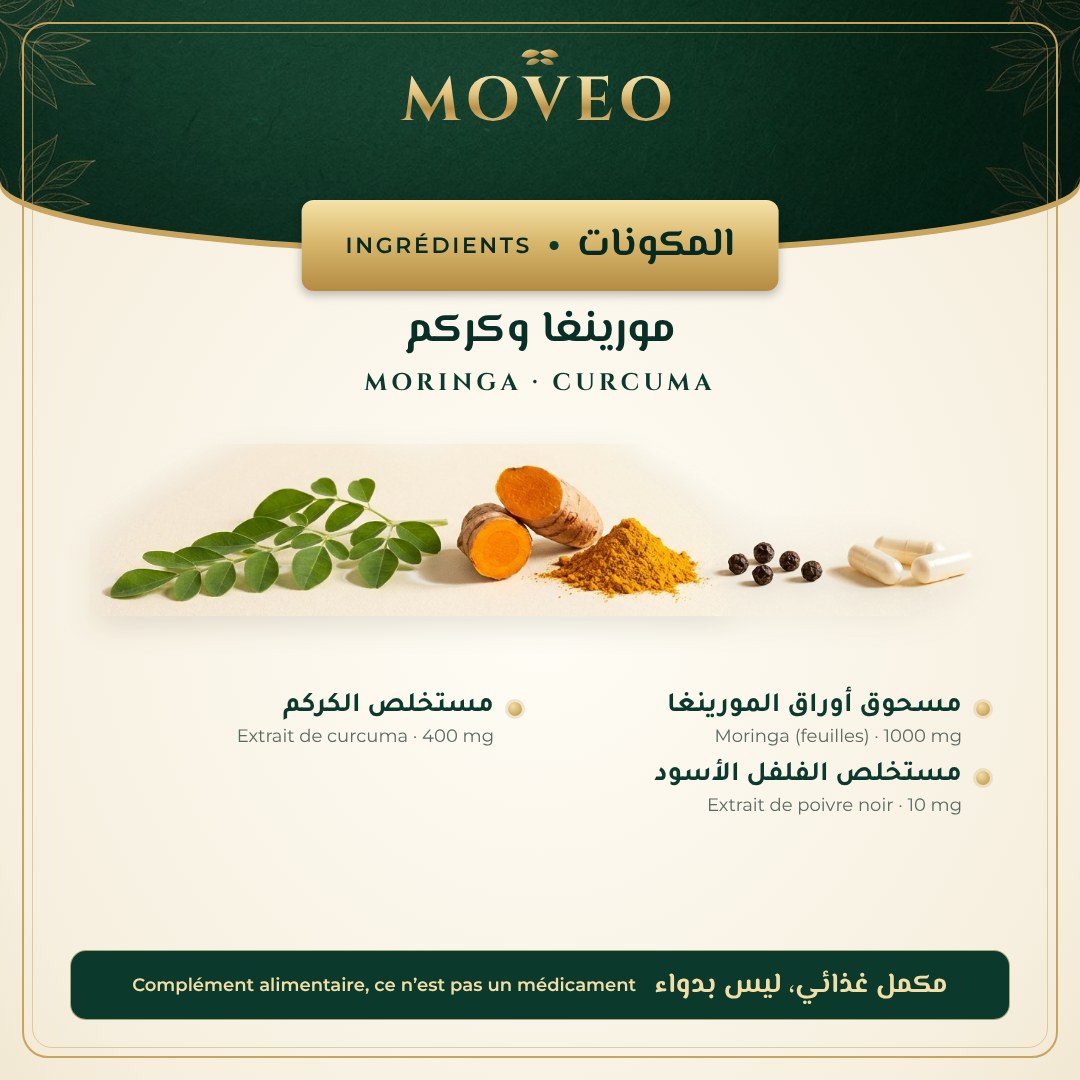 MOVEO
المكونات • INGRÉDIENTS
مورينغا وكركم
MORINGA · CURCUMA
مسحوق أوراق المورينغا
Moringa (feuilles) · 1000 mg
مستخلص الكركم
Extrait de curcuma · 400 mg
مستخلص الفلفل الأسود
Extrait de poivre noir · 10 mg
مكمل غذائي، ليس بدواء Complément alimentaire, ce n’est pas un médicament